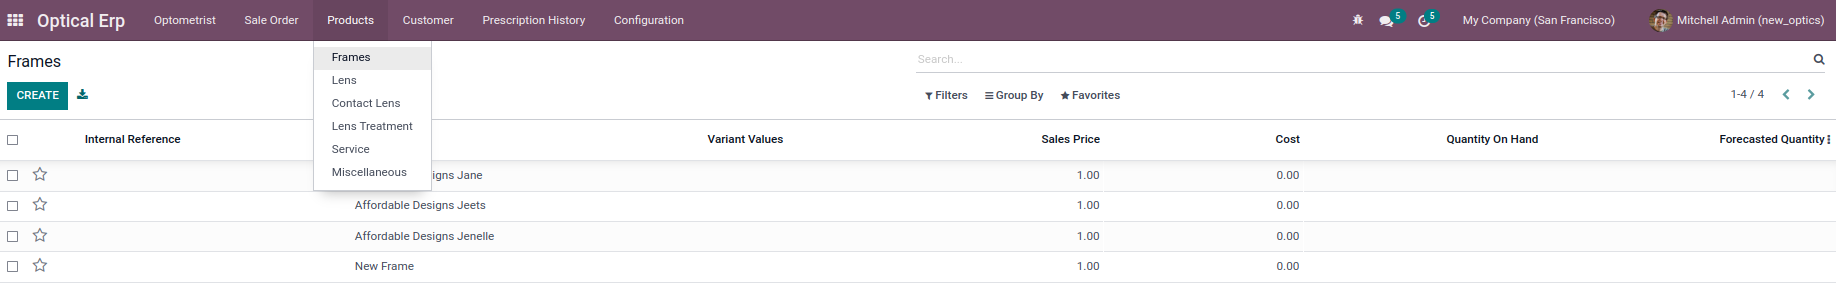 Optical Erp Optometrist Sale Order Products Customer Prescription History Configuration 5 5 My Company (San Francisco) Mitchell Admin (new_optics)
Frames
Search...
CREATE
Filters Group By Favorites 1-4 / 4
Frames
Lens
Contact Lens
Lens Treatment
Service
Miscellaneous
Internal Reference Variant Values Sales Price Cost Quantity On Hand Forecasted Quantity
igns Jane 1.00 0.00
Affordable Designs Jeets 1.00 0.00
Affordable Designs Jenelle 1.00 0.00
New Frame 1.00 0.00